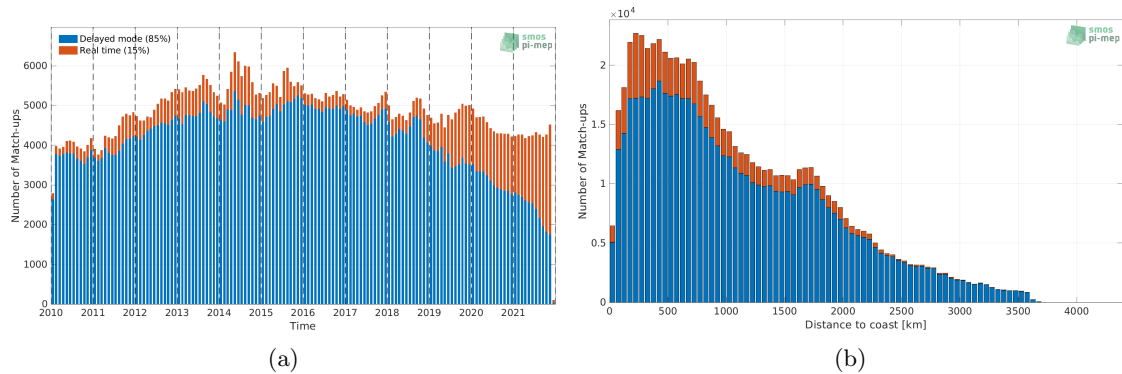 Delayed mode (85%)
Real time (15%)
smos
pi-mep
Number of Match-ups
6000
5000
4000
3000
2000
1000
0
2010 2011 2012 2013 2014 2015 2016 2017 2018 2019 2020 2021
Time
(a)
×10⁴
smos
pi-mep
Number of Match-ups
2
1.5
1
0.5
0
0 500 1000 1500 2000 2500 3000 3500 4000
Distance to coast [km]
(b)